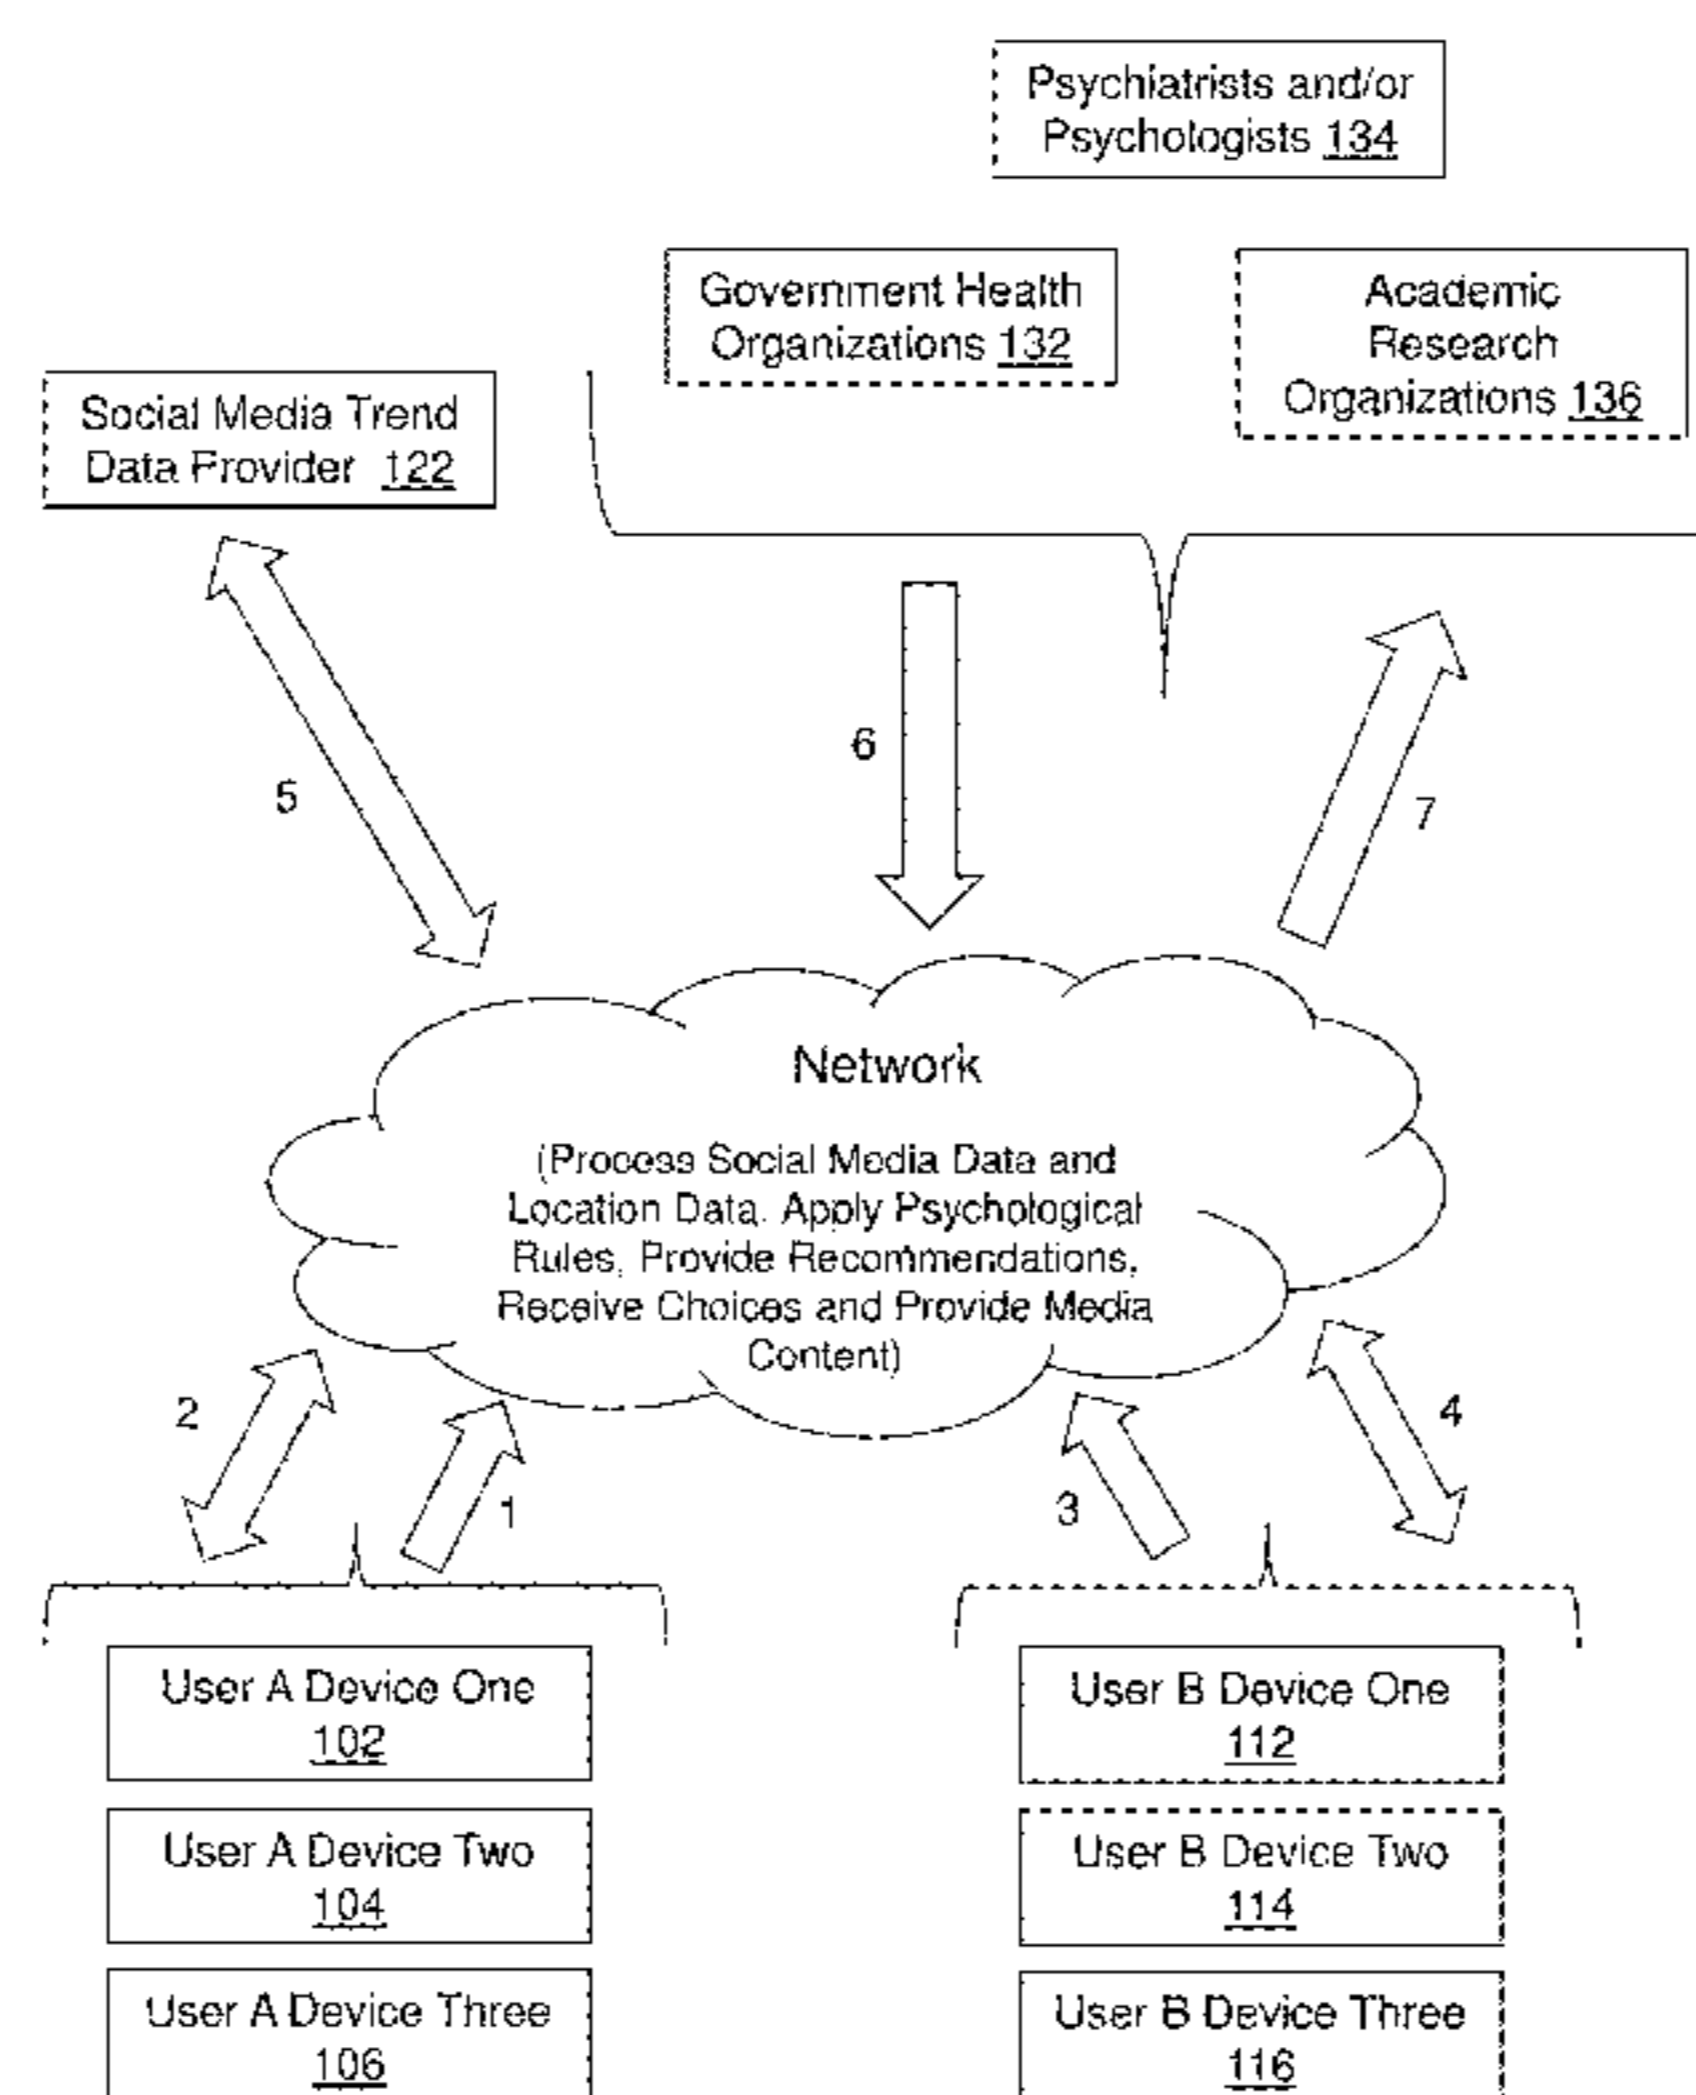 Psychiatrists and/or
Psychologists 134
Government Health
Organizations 132
Academic
Research
Organizations 136
Social Media Trend
Data Provider 122
5
6
7
Network
(Process Social Media Data and
Location Data. Apply Psychological
Rules, Provide Recommendations,
Receive Choices and Provide Media
Content)
2
1
3
4
User A Device One
102
User A Device Two
104
User A Device Three
106
User B Device One
112
User B Device Two
114
User B Device Three
116